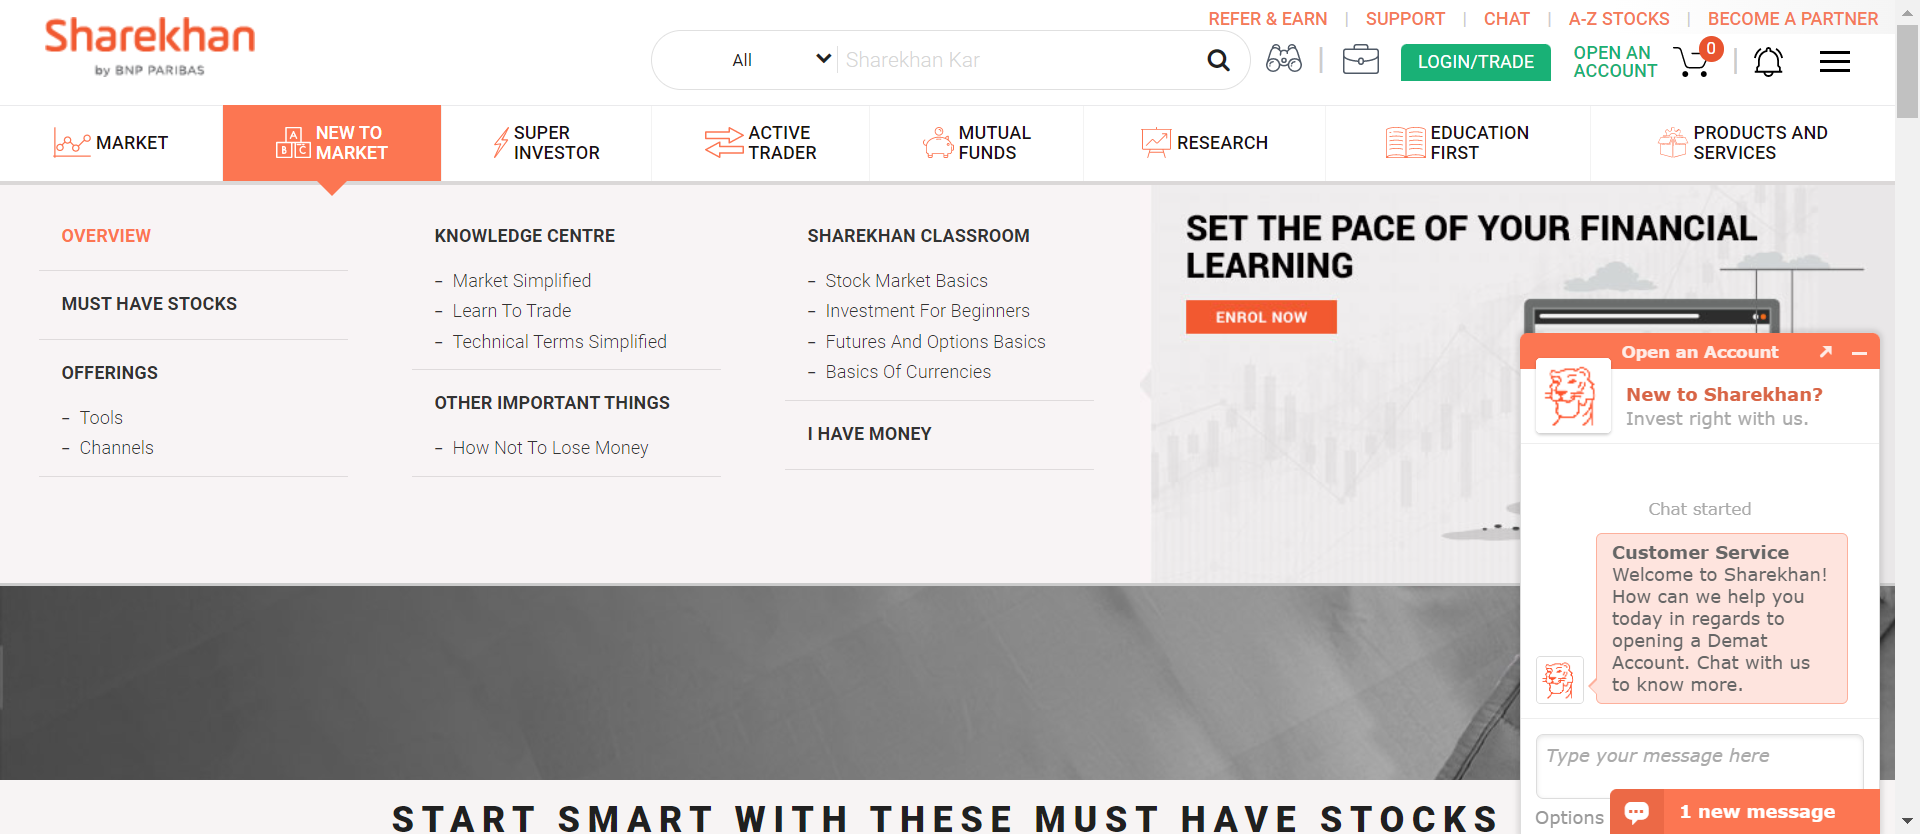 REFER & EARN | SUPPORT | CHAT | A-Z STOCKS | BECOME A PARTNER
Sharekhan
by BNP PARIBAS
All
Sharekhan Kar
LOGIN/TRADE
OPEN AN
ACCOUNT
0
MARKET
NEW TO
MARKET
A
B C
SUPER
INVESTOR
ACTIVE
TRADER
MUTUAL
FUNDS
RESEARCH
EDUCATION
FIRST
PRODUCTS AND
SERVICES
OVERVIEW
MUST HAVE STOCKS
OFFERINGS
– Tools
– Channels
KNOWLEDGE CENTRE
– Market Simplified
– Learn To Trade
– Technical Terms Simplified
OTHER IMPORTANT THINGS
– How Not To Lose Money
SHAREKHAN CLASSROOM
– Stock Market Basics
– Investment For Beginners
– Futures And Options Basics
– Basics Of Currencies
I HAVE MONEY
SET THE PACE OF YOUR FINANCIAL
LEARNING
ENROL NOW
Open an Account
New to Sharekhan?
Invest right with us.
Chat started
Customer Service
Welcome to Sharekhan!
How can we help you
today in regards to
opening a Demat
Account. Chat with us
to know more.
Type your message here
Options
1 new message
START SMART WITH THESE MUST HAVE STOCKS